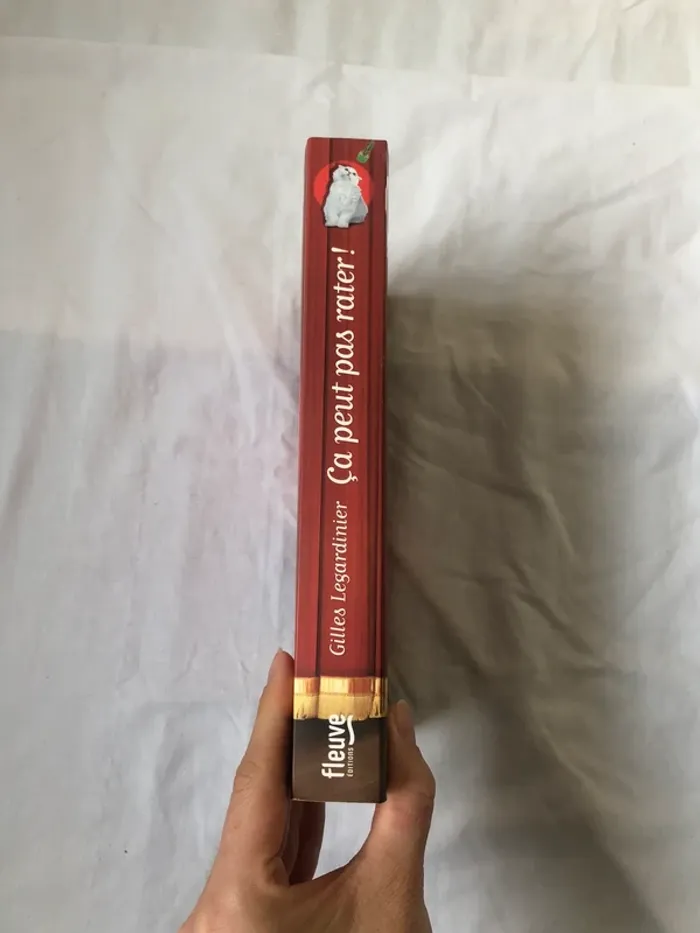 Gilles Legardinier Ça peut pas rater!
fleuve
ÉDITIONS